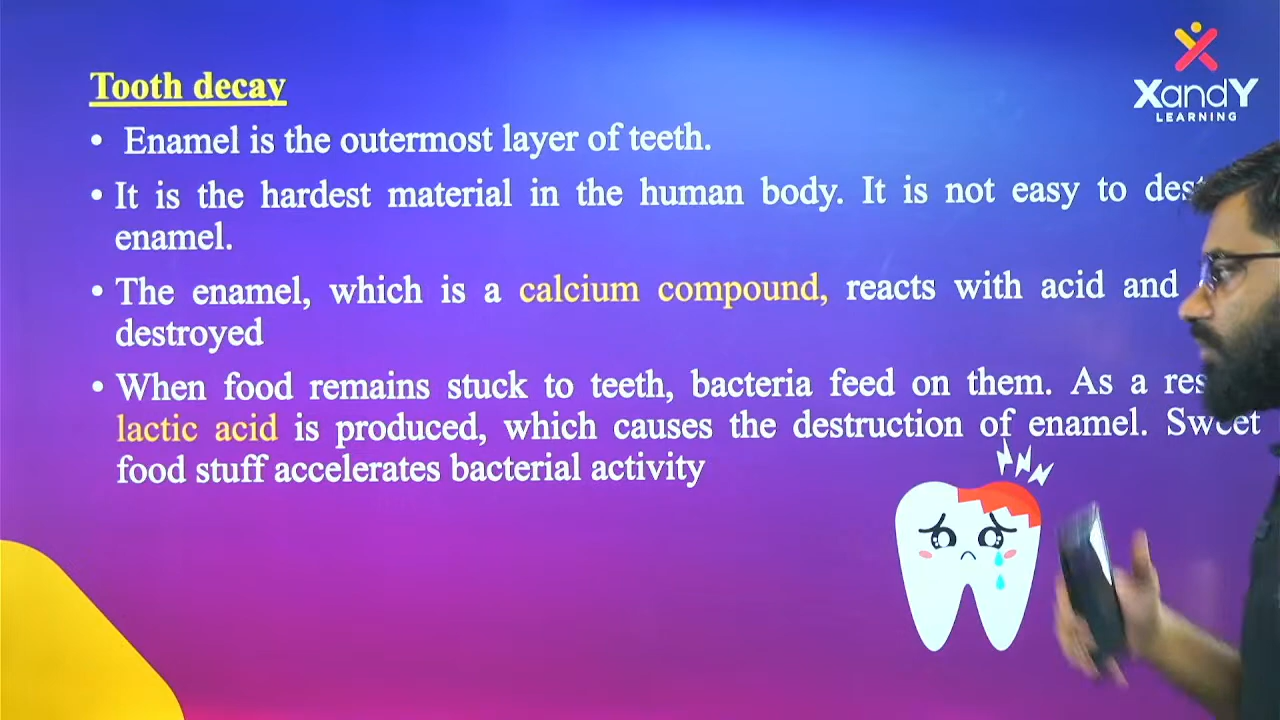 Tooth decay
• Enamel is the outermost layer of teeth.
• It is the hardest material in the human body. It is not easy to
enamel.
• The enamel, which is a calcium compound, reacts with acid and
destroyed
• When food remains stuck to teeth, bacteria feed on them. As a
lactic acid is produced, which causes the destruction of enamel. Sweet
food stuff accelerates bacterial activity
XandY
LEARNING